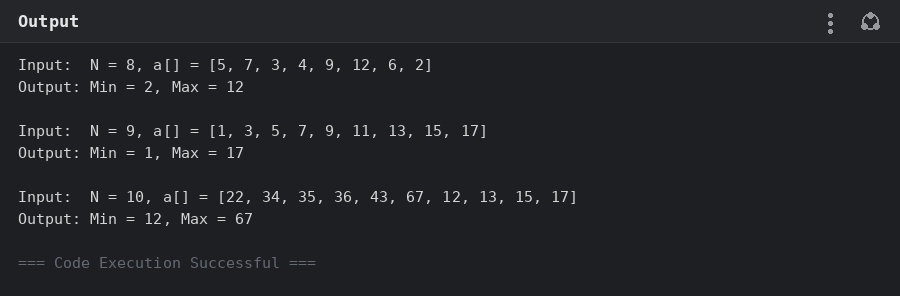 Output
Input:  N = 8, a[] = [5, 7, 3, 4, 9, 12, 6, 2]
Output: Min = 2, Max = 12
Input:  N = 9, a[] = [1, 3, 5, 7, 9, 11, 13, 15, 17]
Output: Min = 1, Max = 17
Input:  N = 10, a[] = [22, 34, 35, 36, 43, 67, 12, 13, 15, 17]
Output: Min = 12, Max = 67
=== Code Execution Successful ===